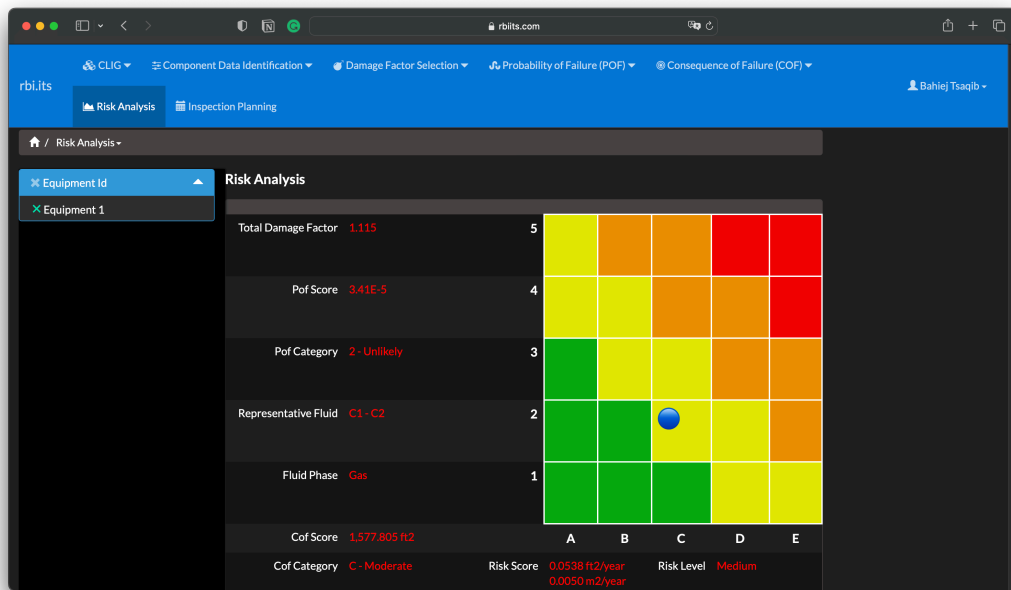 rbiits.com
CLIG
Component Data Identification
Damage Factor Selection
Probability of Failure (POF)
Consequence of Failure (COF)
rbi.its
Bahiej Tsaqib
Risk Analysis
Inspection Planning
/ Risk Analysis
Equipment Id
Equipment 1
Risk Analysis
Total Damage Factor 1.115 5
Pof Score 3.41E-5 4
Pof Category 2 - Unlikely 3
Representative Fluid C1 - C2 2
Fluid Phase Gas 1
Cof Score 1,577.805 ft2 A B C D E
Cof Category C - Moderate Risk Score 0.0538 ft2/year Risk Level Medium
0.0050 m2/year